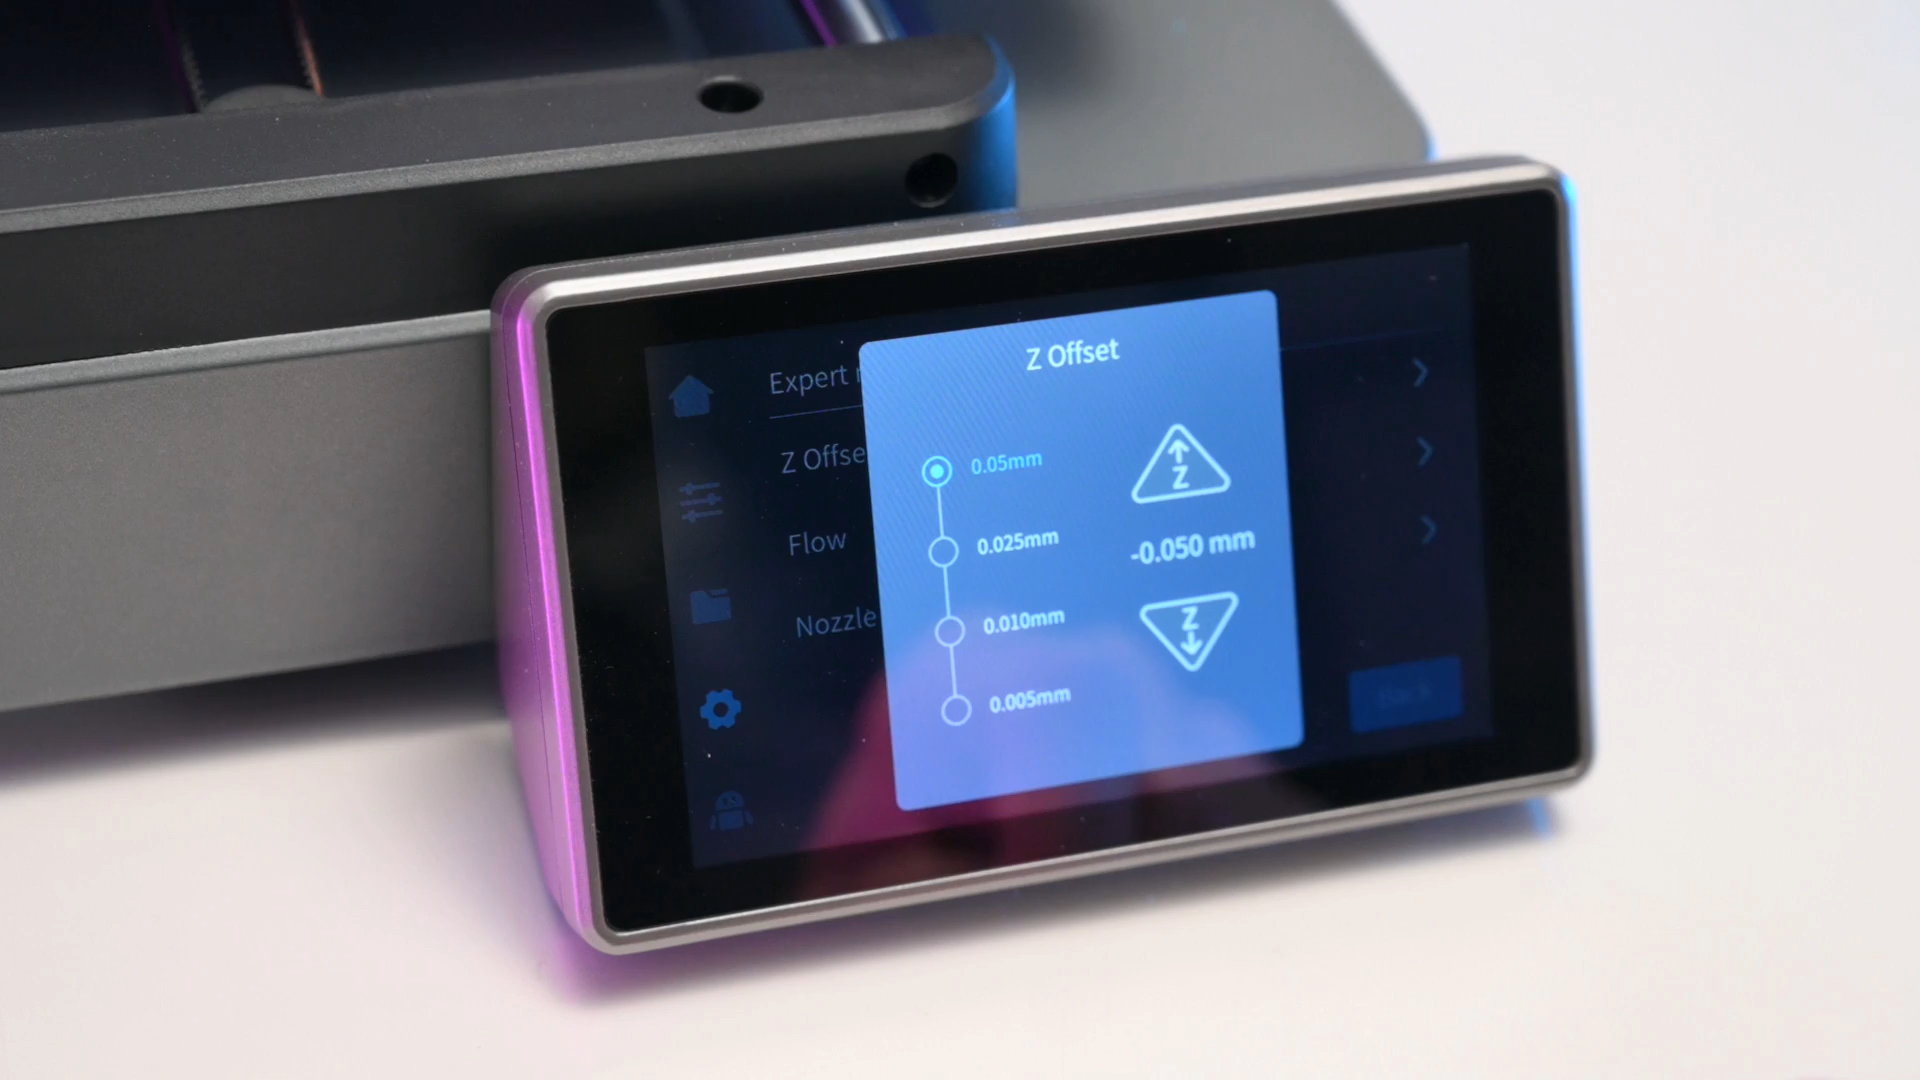 Z Offset
Expert
0.05mm
Z
Z Offse
0.025mm
-0.050 mm
Flow
0.010mm
Z
Nozzle
0.005mm